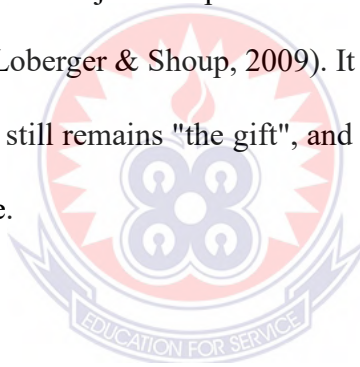 Loberger & Shoup, 2009). It
still remains "the gift", and
e.
EDUCATION FOR SERVICE